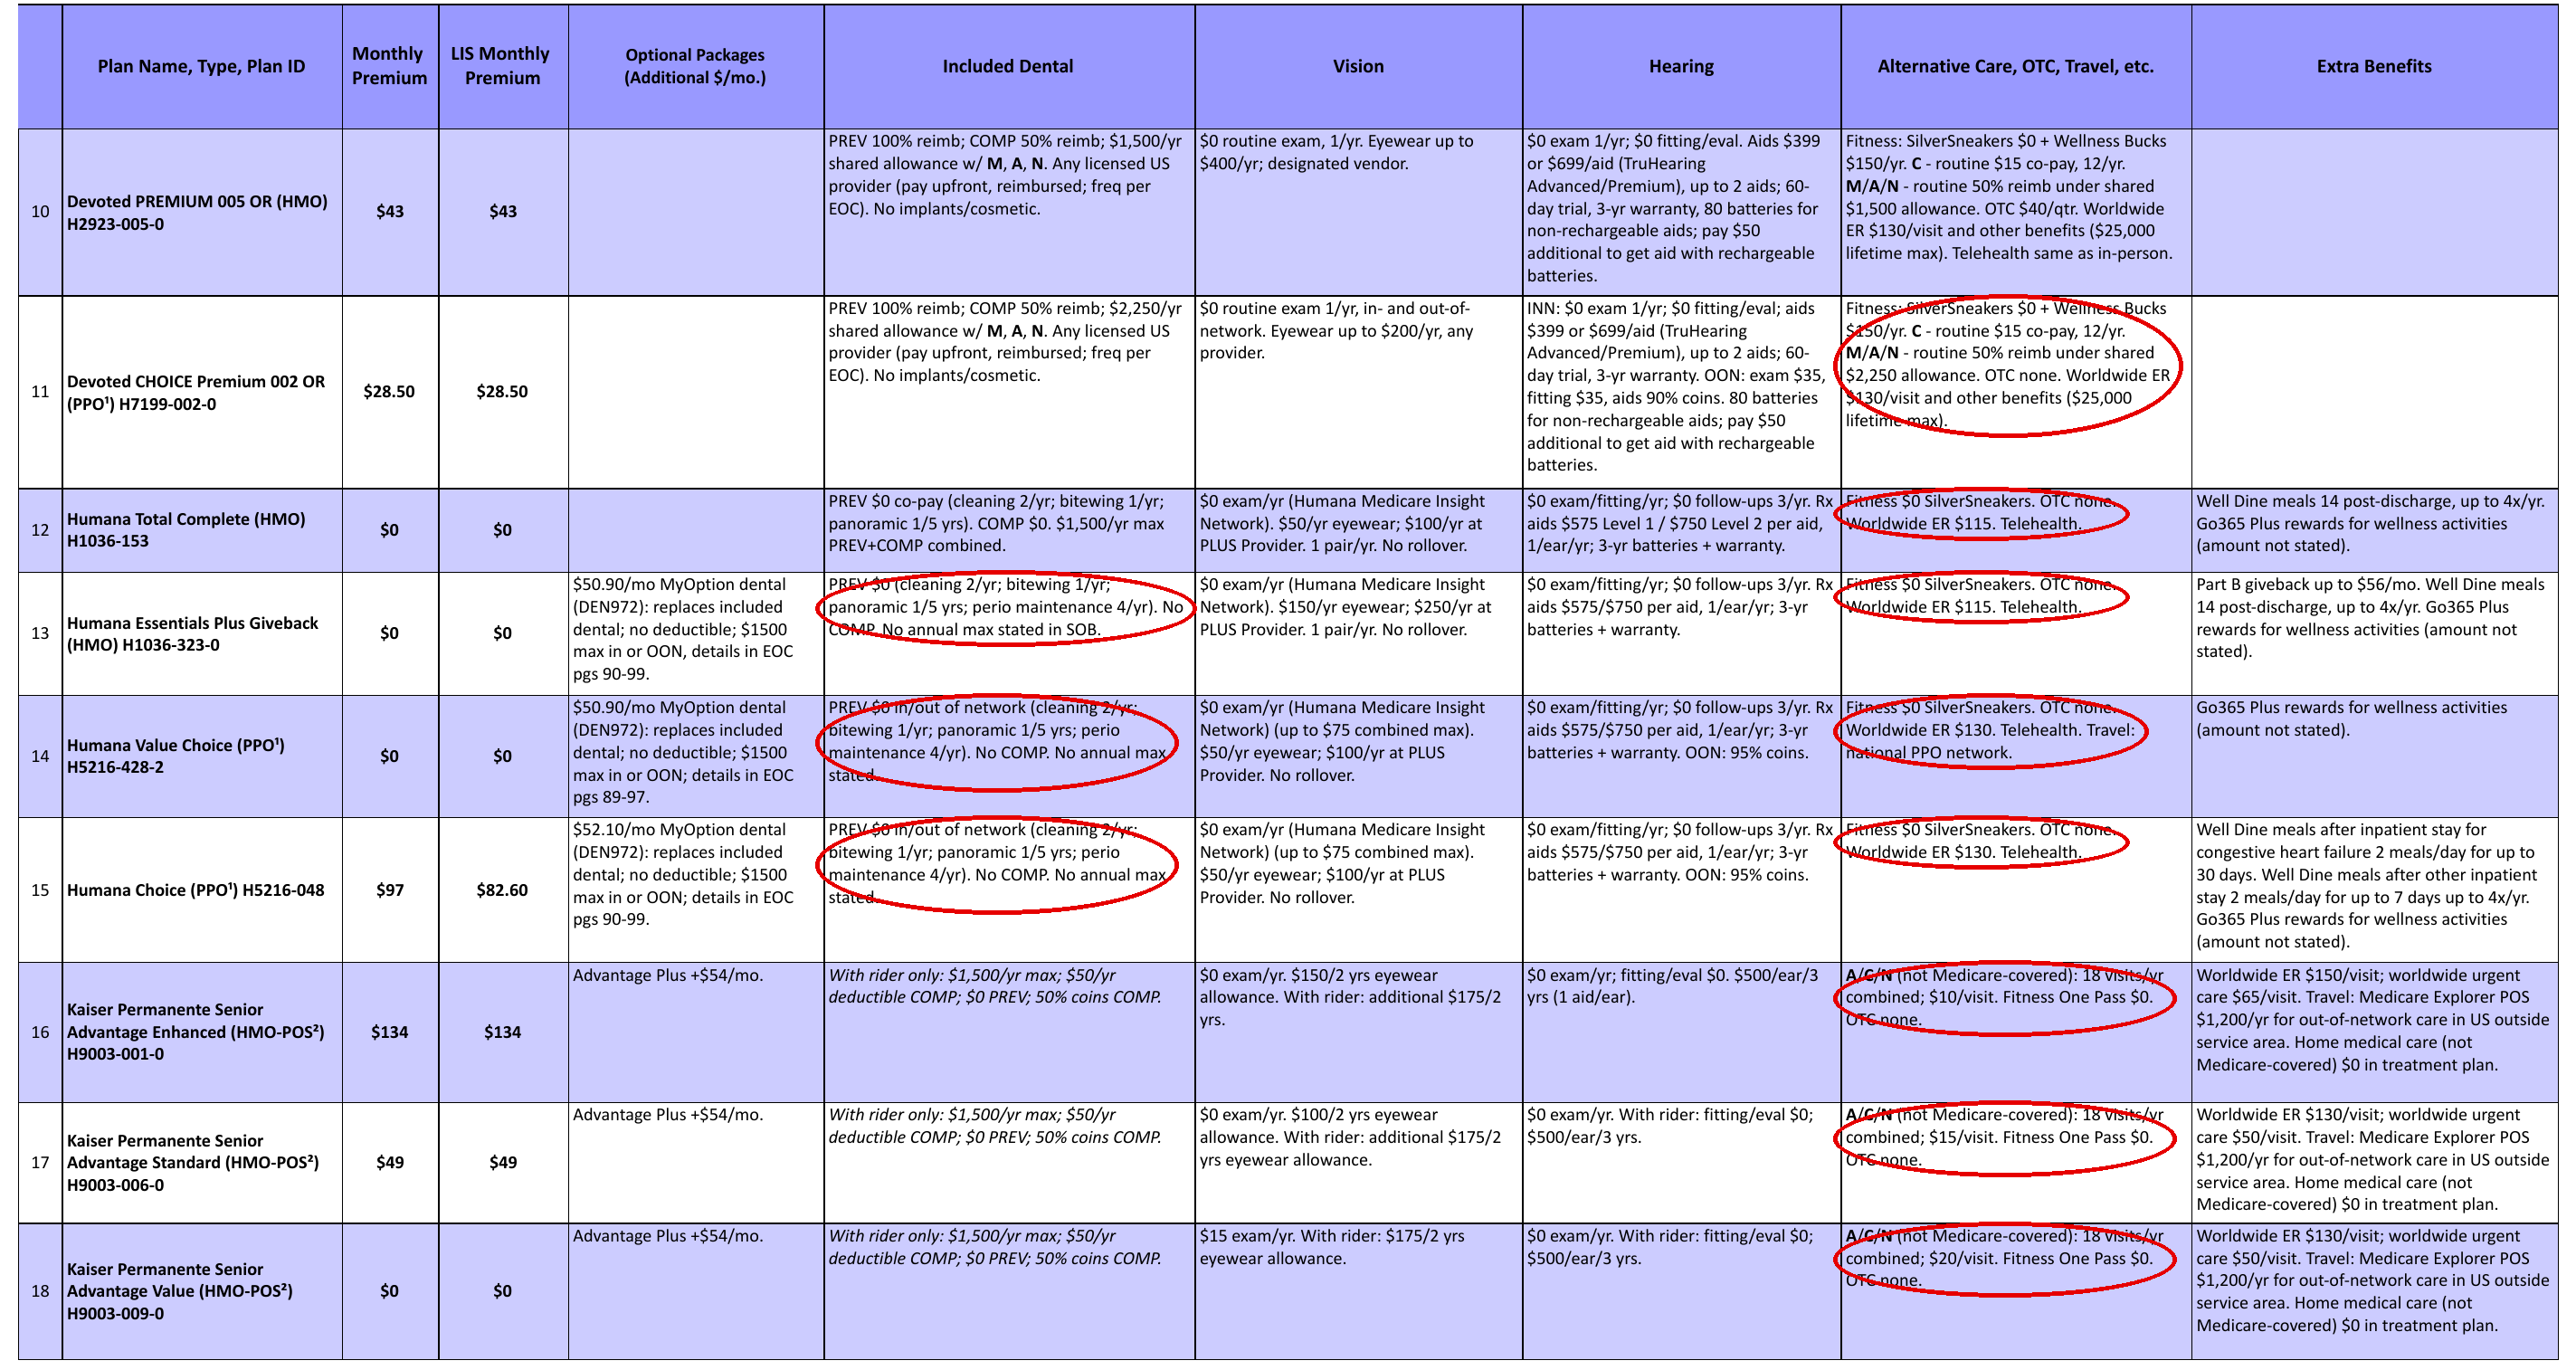 Plan Name, Type, Plan ID
Monthly
Premium
LIS Monthly
Premium
Optional Packages
(Additional $/mo.)
Included Dental
Vision
Hearing
Alternative Care, OTC, Travel, etc.
Extra Benefits
10
Devoted PREMIUM 005 OR (HMO)
H2923-005-0
$43
$43
PREV 100% reimb; COMP 50% reimb; $1,500/yr
shared allowance w/ M, A, N. Any licensed US
provider (pay upfront, reimbursed; freq per
EOC). No implants/cosmetic.
$0 routine exam, 1/yr. Eyewear up to
$400/yr; designated vendor.
$0 exam 1/yr; $0 fitting/eval. Aids $399
or $699/aid (TruHearing
Advanced/Premium), up to 2 aids; 60-
day trial, 3-yr warranty, 80 batteries for
non-rechargeable aids; pay $50
additional to get aid with rechargeable
batteries.
Fitness: SilverSneakers $0 + Wellness Bucks
$150/yr. C - routine $15 co-pay, 12/yr.
M/A/N - routine 50% reimb under shared
$1,500 allowance. OTC $40/qtr. Worldwide
ER $130/visit and other benefits ($25,000
lifetime max). Telehealth same as in-person.
11
Devoted CHOICE Premium 002 OR
(PPO¹) H7199-002-0
$28.50
$28.50
PREV 100% reimb; COMP 50% reimb; $2,250/yr
shared allowance w/ M, A, N. Any licensed US
provider (pay upfront, reimbursed; freq per
EOC). No implants/cosmetic.
$0 routine exam 1/yr, in- and out-of-
network. Eyewear up to $200/yr, any
provider.
INN: $0 exam 1/yr; $0 fitting/eval; aids
$399 or $699/aid (TruHearing
Advanced/Premium), up to 2 aids; 60-
day trial, 3-yr warranty. OON: exam $35,
fitting $35, aids 90% coins. 80 batteries
for non-rechargeable aids; pay $50
additional to get aid with rechargeable
batteries.
Fitness: SilverSneakers $0 + Wellness Bucks
$150/yr. C - routine $15 co-pay, 12/yr.
M/A/N - routine 50% reimb under shared
$2,250 allowance. OTC none. Worldwide ER
$130/visit and other benefits ($25,000
lifetime max).
12
Humana Total Complete (HMO)
H1036-153
$0
$0
PREV $0 co-pay (cleaning 2/yr; bitewing 1/yr;
panoramic 1/5 yrs). COMP $0. $1,500/yr max
PREV+COMP combined.
$0 exam/yr (Humana Medicare Insight
Network). $50/yr eyewear; $100/yr at
PLUS Provider. 1 pair/yr. No rollover.
$0 exam/fitting/yr; $0 follow-ups 3/yr. Rx
aids $575 Level 1 / $750 Level 2 per aid,
1/ear/yr; 3-yr batteries + warranty.
Fitness $0 SilverSneakers. OTC none.
Worldwide ER $115. Telehealth.
Well Dine meals 14 post-discharge, up to 4x/yr.
Go365 Plus rewards for wellness activities
(amount not stated).
13
Humana Essentials Plus Giveback
(HMO) H1036-323-0
$0
$0
$50.90/mo MyOption dental
(DEN972): replaces included
dental; no deductible; $1500
max in or OON, details in EOC
pgs 90-99.
PREV $0 (cleaning 2/yr; bitewing 1/yr;
panoramic 1/5 yrs; perio maintenance 4/yr). No
COMP. No annual max stated in SOB.
$0 exam/yr (Humana Medicare Insight
Network). $150/yr eyewear; $250/yr at
PLUS Provider. 1 pair/yr. No rollover.
$0 exam/fitting/yr; $0 follow-ups 3/yr. Rx
aids $575/$750 per aid, 1/ear/yr; 3-yr
batteries + warranty.
Fitness $0 SilverSneakers. OTC none.
Worldwide ER $115. Telehealth.
Part B giveback up to $56/mo. Well Dine meals
14 post-discharge, up to 4x/yr. Go365 Plus
rewards for wellness activities (amount not
stated).
14
Humana Value Choice (PPO¹)
H5216-428-2
$0
$0
$50.90/mo MyOption dental
(DEN972): replaces included
dental; no deductible; $1500
max in or OON; details in EOC
pgs 89-97.
PREV $0 in/out of network (cleaning 2/yr;
bitewing 1/yr; panoramic 1/5 yrs; perio
maintenance 4/yr). No COMP. No annual max
stated.
$0 exam/yr (Humana Medicare Insight
Network) (up to $75 combined max).
$50/yr eyewear; $100/yr at PLUS
Provider. No rollover.
$0 exam/fitting/yr; $0 follow-ups 3/yr. Rx
aids $575/$750 per aid, 1/ear/yr; 3-yr
batteries + warranty. OON: 95% coins.
Fitness $0 SilverSneakers. OTC none.
Worldwide ER $130. Telehealth. Travel:
national PPO network.
Go365 Plus rewards for wellness activities
(amount not stated).
15
Humana Choice (PPO¹) H5216-048
$97
$82.60
$52.10/mo MyOption dental
(DEN972): replaces included
dental; no deductible; $1500
max in or OON; details in EOC
pgs 90-99.
PREV $0 in/out of network (cleaning 2/yr;
bitewing 1/yr; panoramic 1/5 yrs; perio
maintenance 4/yr). No COMP. No annual max
stated.
$0 exam/yr (Humana Medicare Insight
Network) (up to $75 combined max).
$50/yr eyewear; $100/yr at PLUS
Provider. No rollover.
$0 exam/fitting/yr; $0 follow-ups 3/yr. Rx
aids $575/$750 per aid, 1/ear/yr; 3-yr
batteries + warranty. OON: 95% coins.
Fitness $0 SilverSneakers. OTC none.
Worldwide ER $130. Telehealth.
Well Dine meals after inpatient stay for
congestive heart failure 2 meals/day for up to
30 days. Well Dine meals after other inpatient
stay 2 meals/day for up to 7 days up to 4x/yr.
Go365 Plus rewards for wellness activities
(amount not stated).
16
Kaiser Permanente Senior
Advantage Enhanced (HMO-POS²)
H9003-001-0
$134
$134
Advantage Plus +$54/mo.
With rider only: $1,500/yr max; $50/yr
deductible COMP; $0 PREV; 50% coins COMP.
$0 exam/yr. $150/2 yrs eyewear
allowance. With rider: additional $175/2
yrs.
$0 exam/yr; fitting/eval $0. $500/ear/3
yrs (1 aid/ear).
A/C/N (not Medicare-covered): 18 visits/yr
combined; $10/visit. Fitness One Pass $0.
OTC none.
Worldwide ER $150/visit; worldwide urgent
care $65/visit. Travel: Medicare Explorer POS
$1,200/yr for out-of-network care in US outside
service area. Home medical care (not
Medicare-covered) $0 in treatment plan.
17
Kaiser Permanente Senior
Advantage Standard (HMO-POS²)
H9003-006-0
$49
$49
Advantage Plus +$54/mo.
With rider only: $1,500/yr max; $50/yr
deductible COMP; $0 PREV; 50% coins COMP.
$0 exam/yr. $100/2 yrs eyewear
allowance. With rider: additional $175/2
yrs eyewear allowance.
$0 exam/yr. With rider: fitting/eval $0;
$500/ear/3 yrs.
A/C/N (not Medicare-covered): 18 visits/yr
combined; $15/visit. Fitness One Pass $0.
OTC none.
Worldwide ER $130/visit; worldwide urgent
care $50/visit. Travel: Medicare Explorer POS
$1,200/yr for out-of-network care in US outside
service area. Home medical care (not
Medicare-covered) $0 in treatment plan.
18
Kaiser Permanente Senior
Advantage Value (HMO-POS²)
H9003-009-0
$0
$0
Advantage Plus +$54/mo.
With rider only: $1,500/yr max; $50/yr
deductible COMP; $0 PREV; 50% coins COMP.
$15 exam/yr. With rider: $175/2 yrs
eyewear allowance.
$0 exam/yr. With rider: fitting/eval $0;
$500/ear/3 yrs.
A/C/N (not Medicare-covered): 18 visits/yr
combined; $20/visit. Fitness One Pass $0.
OTC none.
Worldwide ER $130/visit; worldwide urgent
care $50/visit. Travel: Medicare Explorer POS
$1,200/yr for out-of-network care in US outside
service area. Home medical care (not
Medicare-covered) $0 in treatment plan.